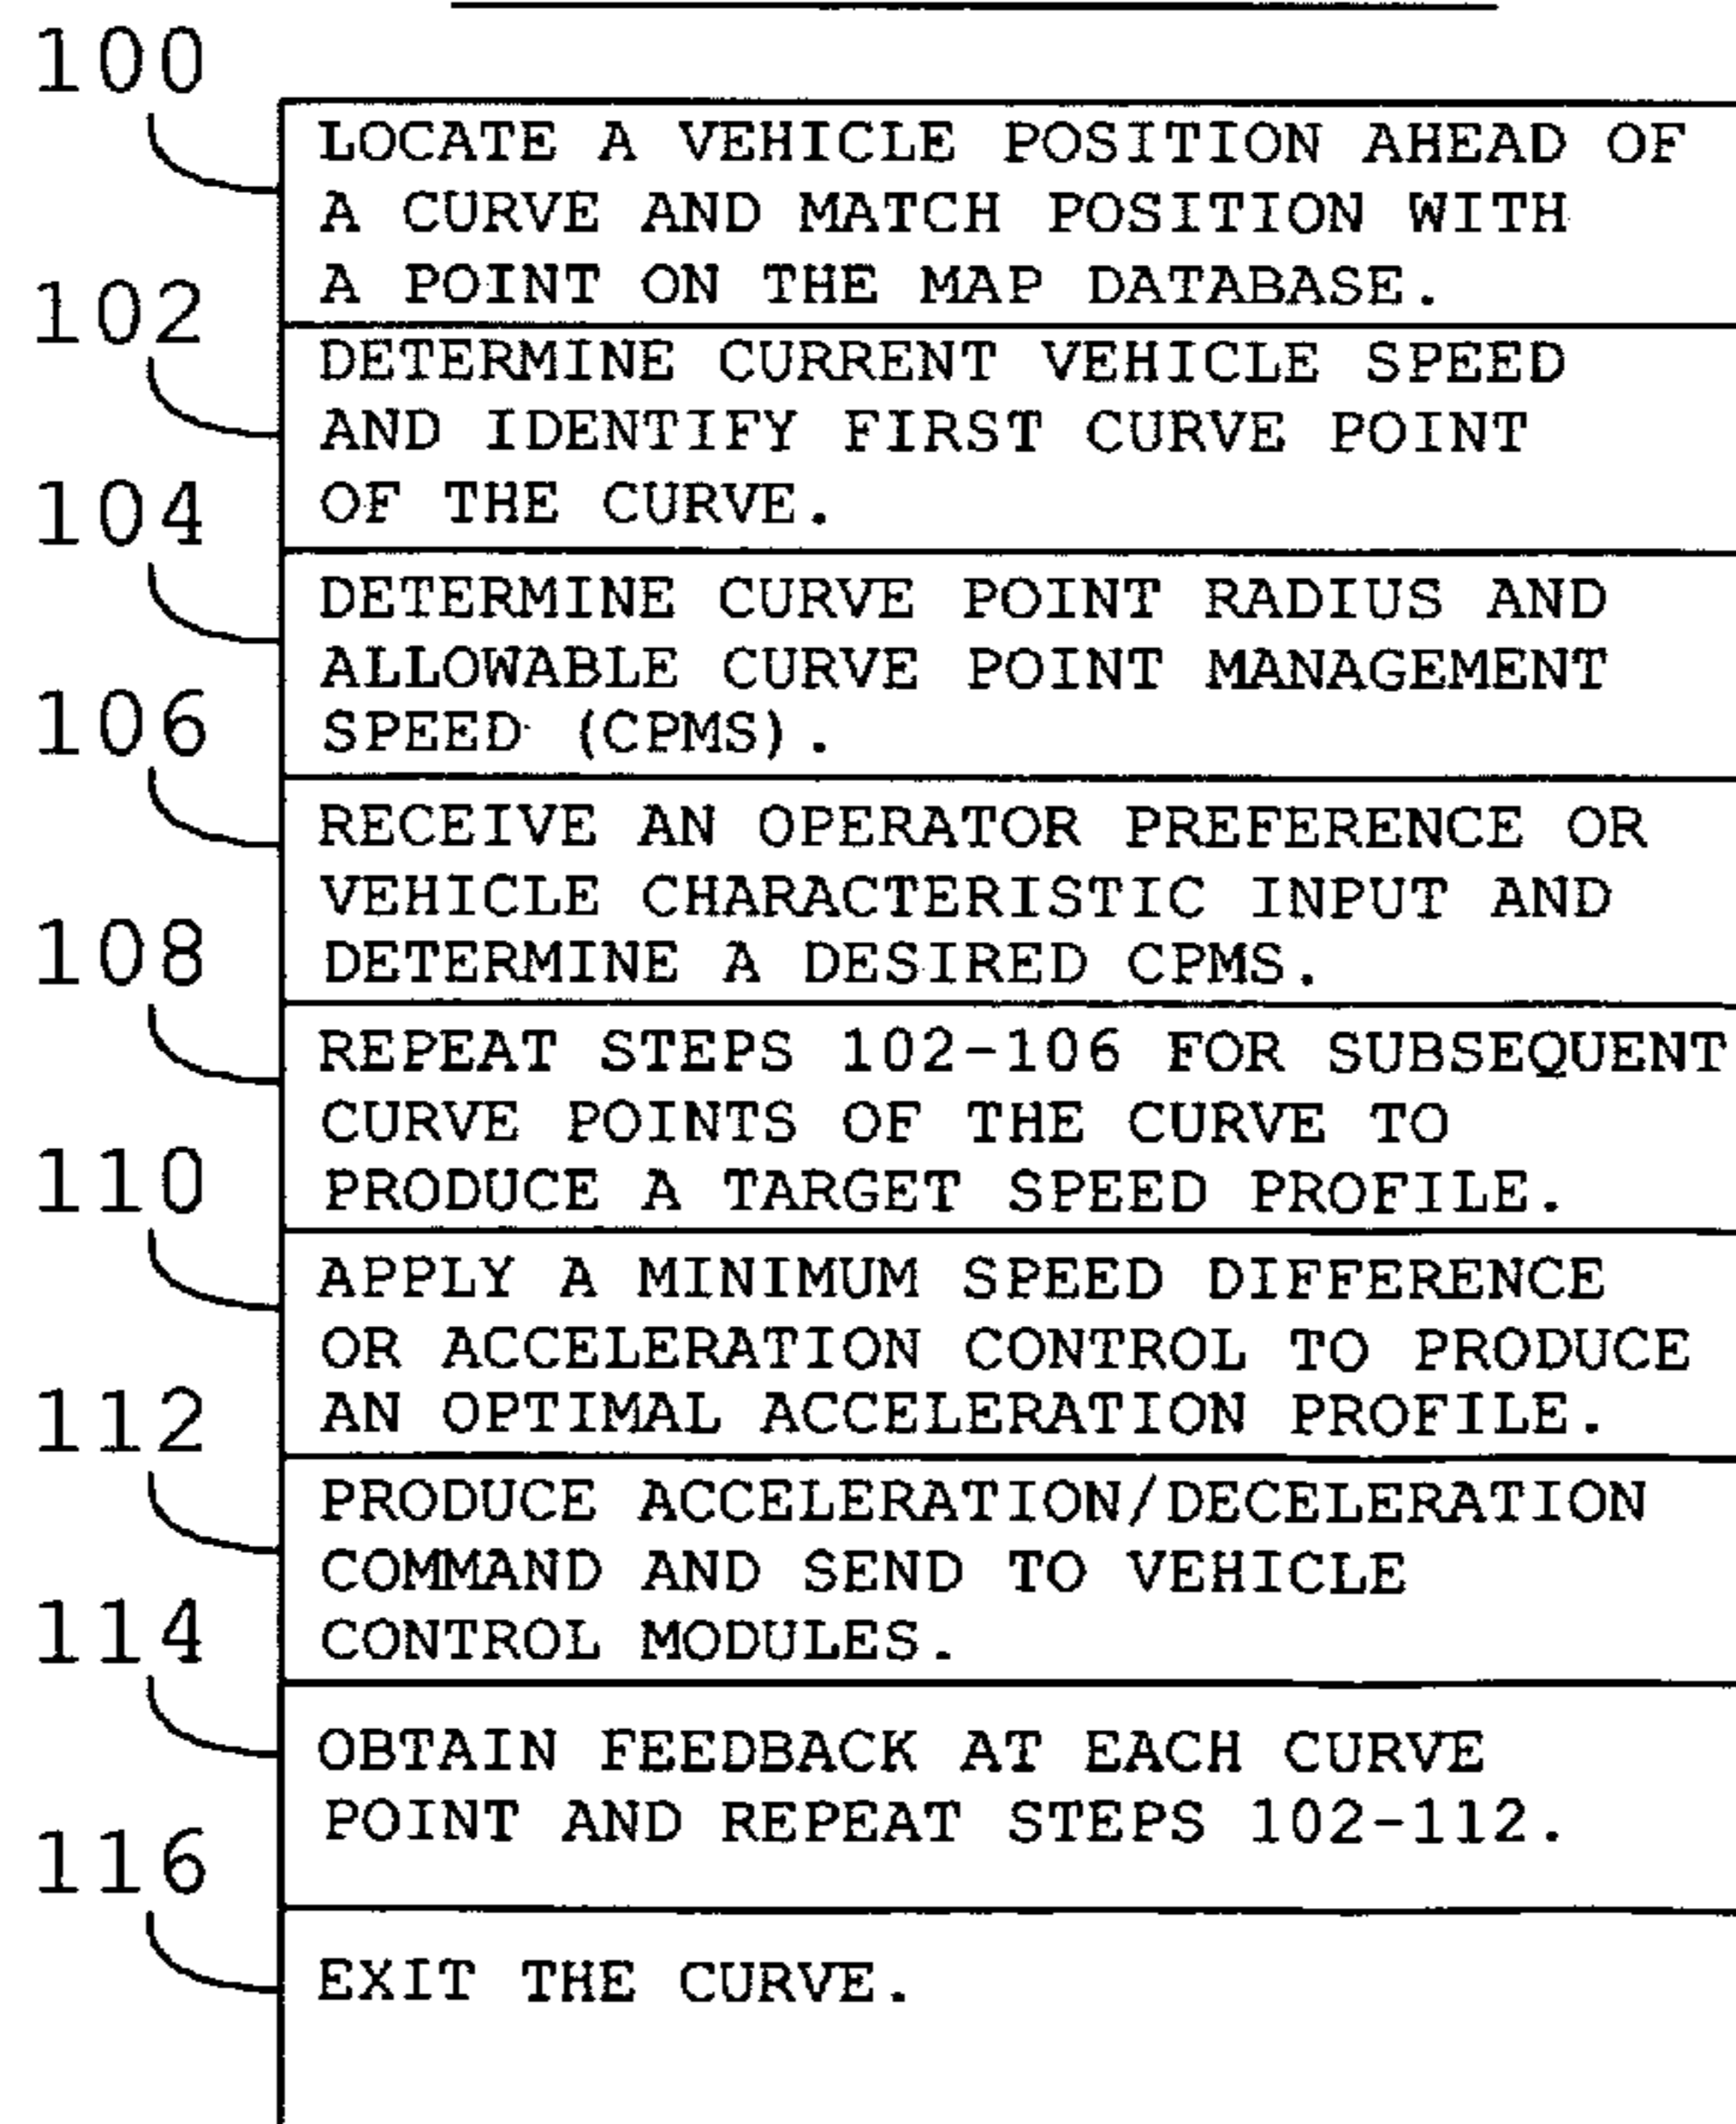 100
LOCATE A VEHICLE POSITION AHEAD OF
A CURVE AND MATCH POSITION WITH
A POINT ON THE MAP DATABASE.
102
DETERMINE CURRENT VEHICLE SPEED
AND IDENTIFY FIRST CURVE POINT
OF THE CURVE.
104
DETERMINE CURVE POINT RADIUS AND
ALLOWABLE CURVE POINT MANAGEMENT
SPEED (CPMS).
106
RECEIVE AN OPERATOR PREFERENCE OR
VEHICLE CHARACTERISTIC INPUT AND
DETERMINE A DESIRED CPMS.
108
REPEAT STEPS 102-106 FOR SUBSEQUENT
CURVE POINTS OF THE CURVE TO
PRODUCE A TARGET SPEED PROFILE.
110
APPLY A MINIMUM SPEED DIFFERENCE
OR ACCELERATION CONTROL TO PRODUCE
AN OPTIMAL ACCELERATION PROFILE.
112
PRODUCE ACCELERATION/DECELERATION
COMMAND AND SEND TO VEHICLE
CONTROL MODULES.
114
OBTAIN FEEDBACK AT EACH CURVE
POINT AND REPEAT STEPS 102-112.
116
EXIT THE CURVE.